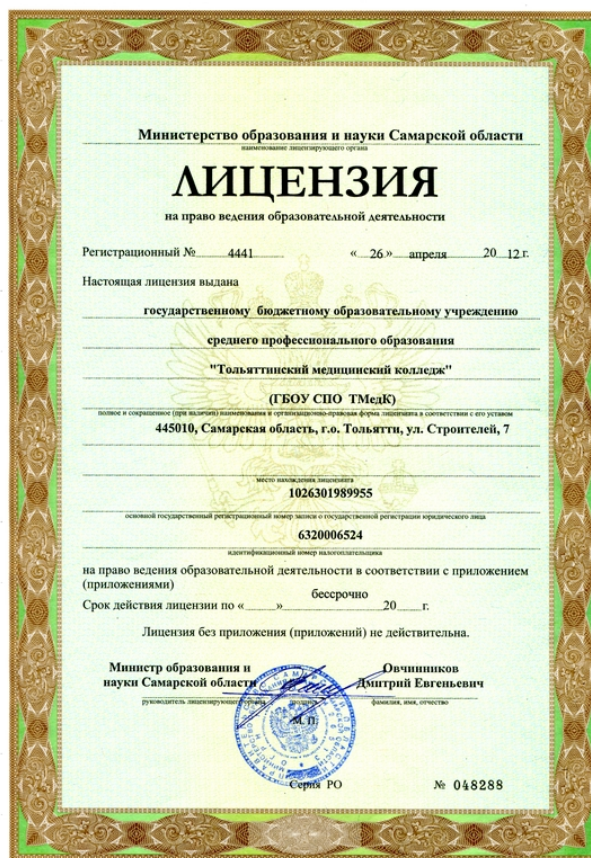 Министерство образования и науки Самарской области
наименование лицензирующего органа
ЛИЦЕНЗИЯ
на право ведения образовательной деятельности
Регистрационный № 4441 « 26 » апреля 20 12 г.
Настоящая лицензия выдана
государственному бюджетному образовательному учреждению
среднего профессионального образования
"Тольяттинский медицинский колледж"
(ГБОУ СПО ТМедК)
полное и сокращенное (при наличии) наименования и организационно-правовая форма лицензиата в соответствии с его уставом
445010, Самарская область, г.о. Тольятти, ул. Строителей, 7
место нахождения лицензиата
1026301989955
основной государственный регистрационный номер записи о государственной регистрации юридического лица
6320006524
идентификационный номер налогоплательщика
на право ведения образовательной деятельности в соответствии с приложением
(приложениями)
бессрочно
Срок действия лицензии по «___» ______ 20__ г.
Лицензия без приложения (приложений) не действительна.
Министр образования и Овчинников
науки Самарской области Дмитрий Евгеньевич
руководитель лицензирующего органа подпись фамилия, имя, отчество
М.П.
Серия РО № 048288